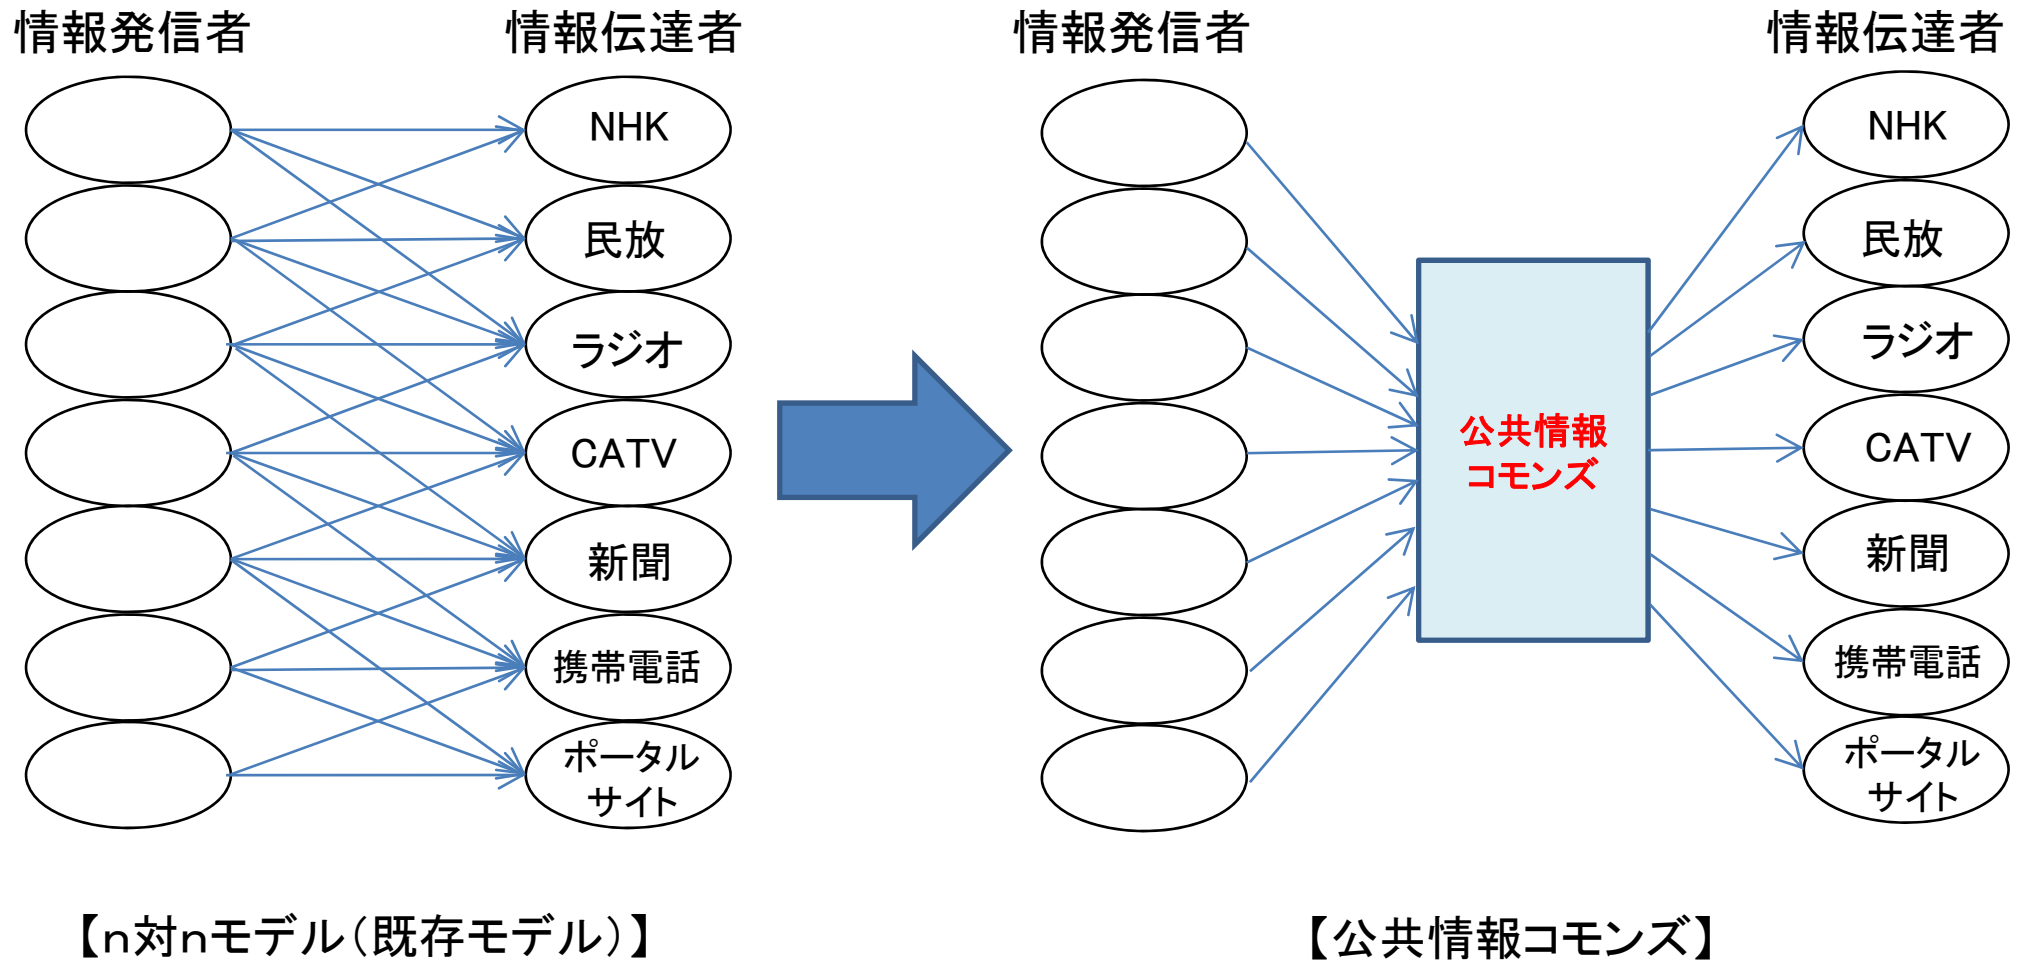 情報発信者
情報伝達者
NHK
民放
ラジオ
CATV
新聞
携帯電話
ポータル
サイト
【n対nモデル(既存モデル)】
情報発信者
情報伝達者
公共情報
コモンズ
NHK
民放
ラジオ
CATV
新聞
携帯電話
ポータル
サイト
【公共情報コモンズ】